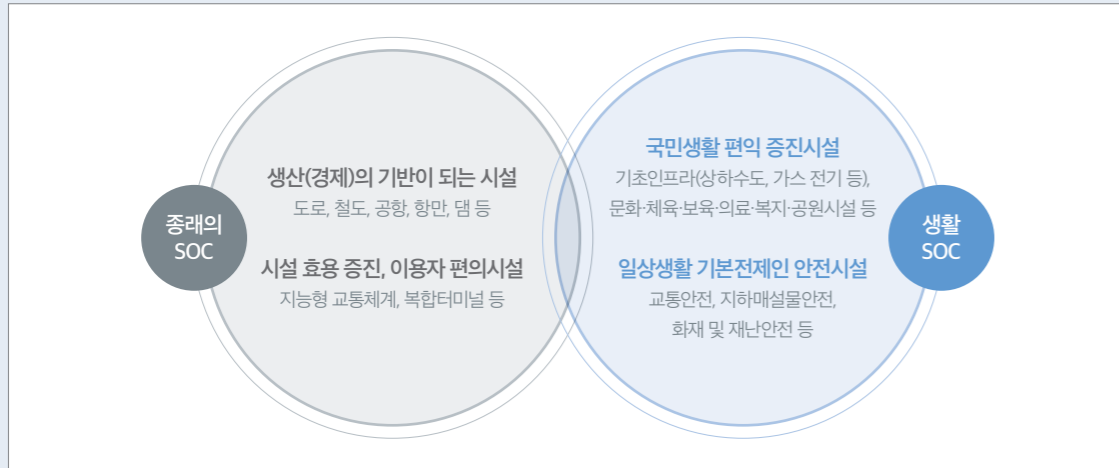 종래의
SOC
생산(경제)의 기반이 되는 시설
도로, 철도, 공항, 항만, 댐 등
시설 효용 증진, 이용자 편의시설
지능형 교통체계, 복합터미널 등
국민생활 편익 증진시설
기초인프라(상하수도, 가스 전기 등),
문화·체육·보육·의료·복지·공원시설 등
일상생활 기본전제인 안전시설
교통안전, 지하매설물안전,
화재 및 재난안전 등
생활
SOC